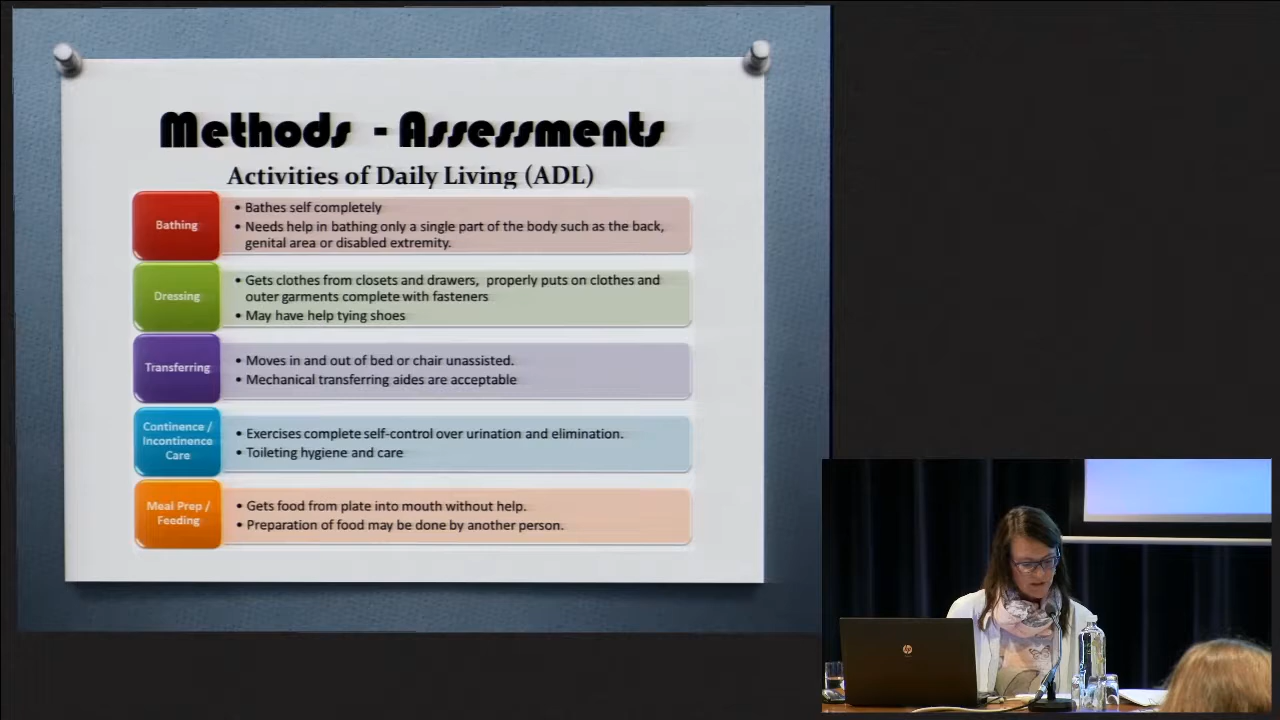 Methods - Assessments
Activities of Daily Living (ADL)
Bathing
• Bathes self completely
• Needs help in bathing only a single part of the body such as the back,
genital area or disabled extremity.
Dressing
• Gets clothes from closets and drawers, properly puts on clothes and
outer garments complete with fasteners
• May have help tying shoes
Transferring
• Moves in and out of bed or chair unassisted.
• Mechanical transferring aides are acceptable
Continence /
Incontinence
Care
• Exercises complete self-control over urination and elimination.
• Toileting hygiene and care
Meal Prep /
Feeding
• Gets food from plate into mouth without help.
• Preparation of food may be done by another person.
hp